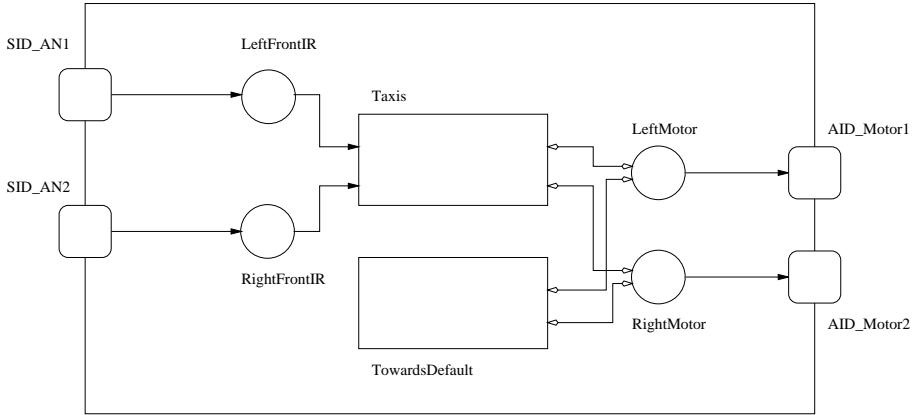 SID_AN1
LeftFrontIR
Taxis
LeftMotor
AID_Motor1
SID_AN2
RightFrontIR
RightMotor
AID_Motor2
TowardsDefault